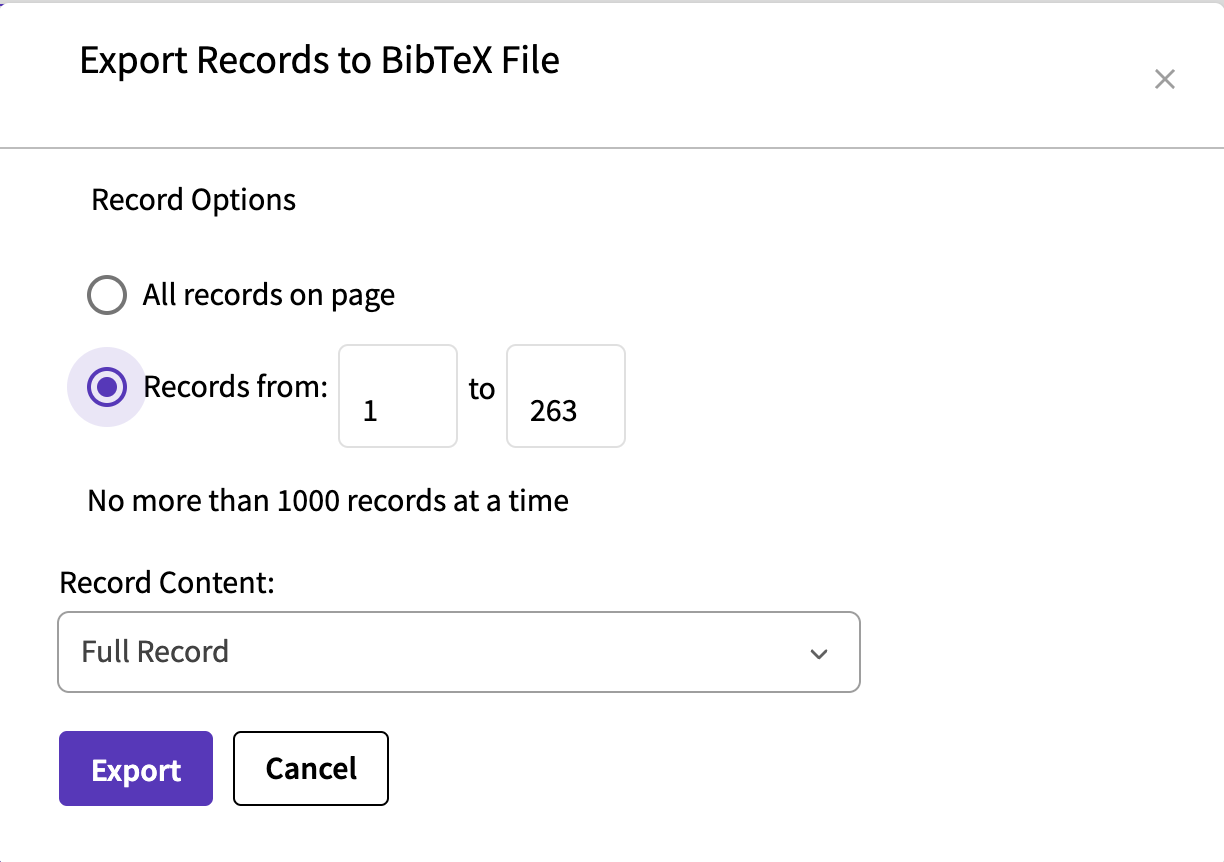 Export Records to BibTeX File
Record Options
All records on page
Records from: 1 to 263
No more than 1000 records at a time
Record Content:
Full Record
Export Cancel